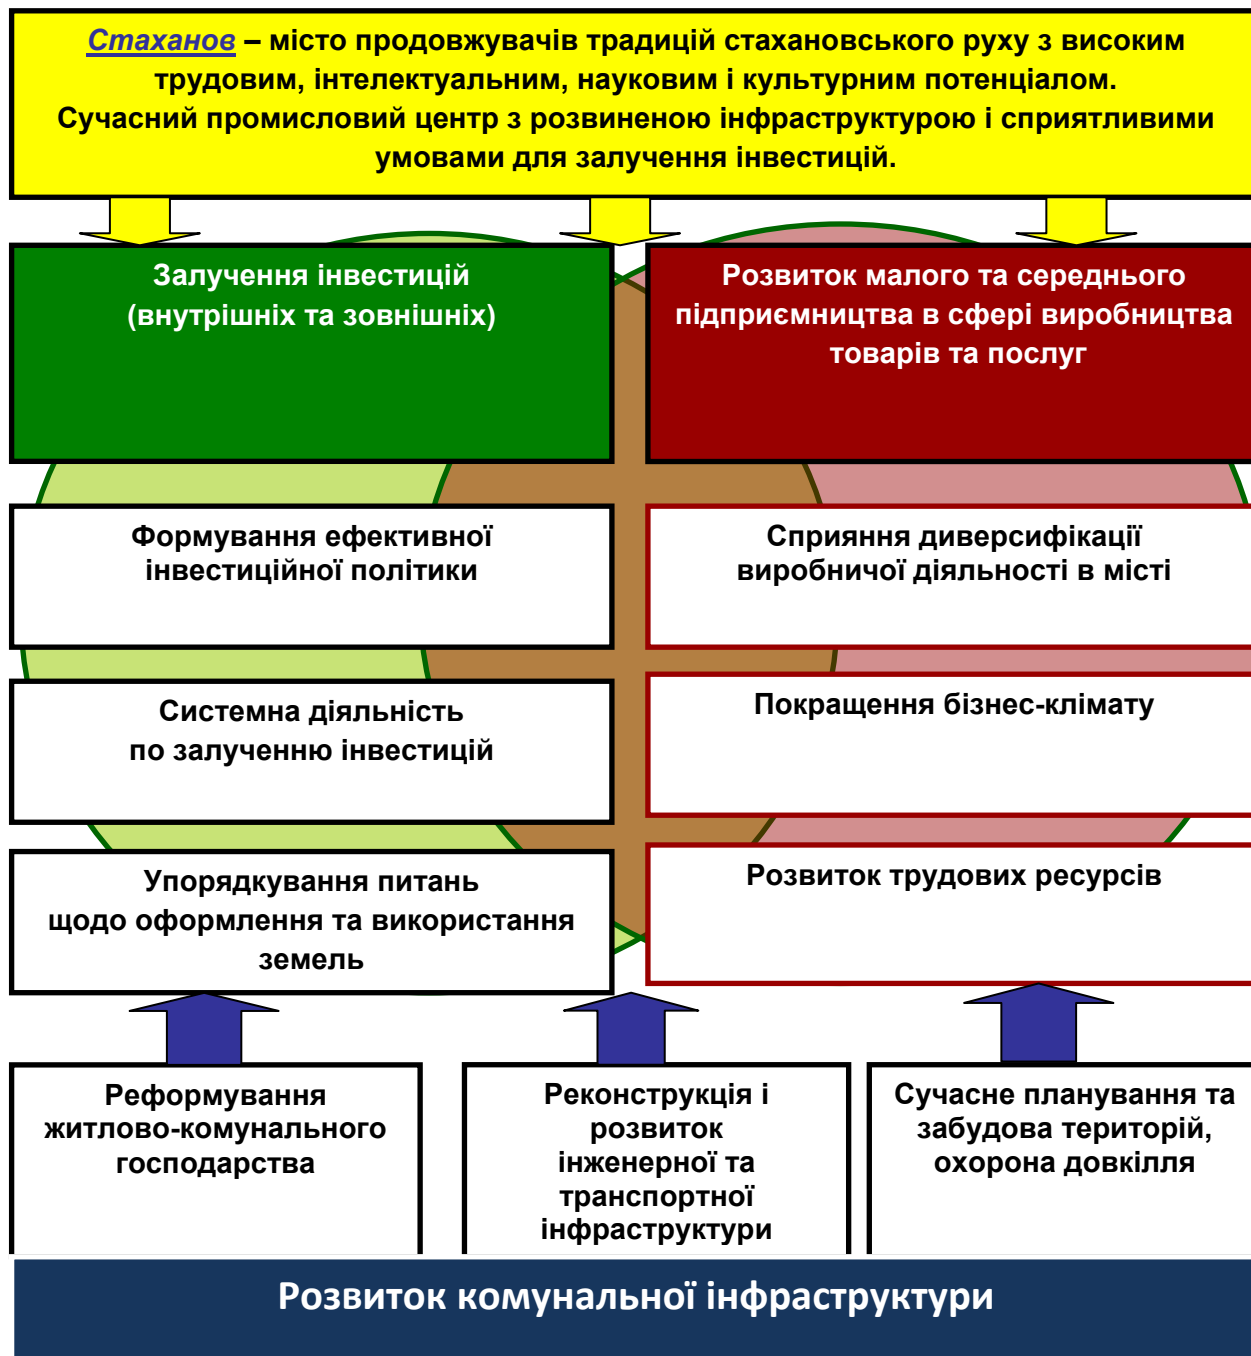 Стаханов – місто продовжувачів традицій стахановського руху з високим
трудовим, інтелектуальним, науковим і культурним потенціалом.
Сучасний промисловий центр з розвиненою інфраструктурою і сприятливими
умовами для залучення інвестицій.
Залучення інвестицій
(внутрішніх та зовнішніх)
Розвиток малого та середнього
підприємництва в сфері виробництва
товарів та послуг
Формування ефективної
інвестиційної політики
Сприяння диверсифікації
виробничої діяльності в місті
Системна діяльність
по залученню інвестицій
Покращення бізнес-клімату
Упорядкування питань
щодо оформлення та використання
земель
Розвиток трудових ресурсів
Реформування
житлово-комунального
господарства
Реконструкція і
розвиток
інженерної та
транспортної
інфраструктури
Сучасне планування та
забудова територій,
охорона довкілля
Розвиток комунальної інфраструктури